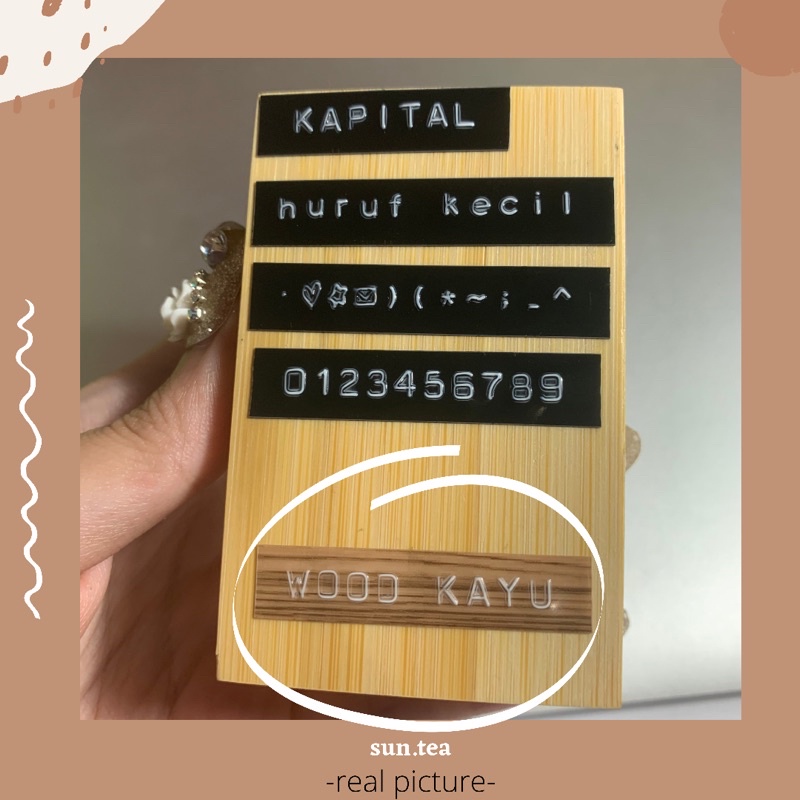 KAPITAL
huruf kecil
·♡✿✉)(*~;_^
0123456789
WOOD KAYU
sun.tea
-real picture-